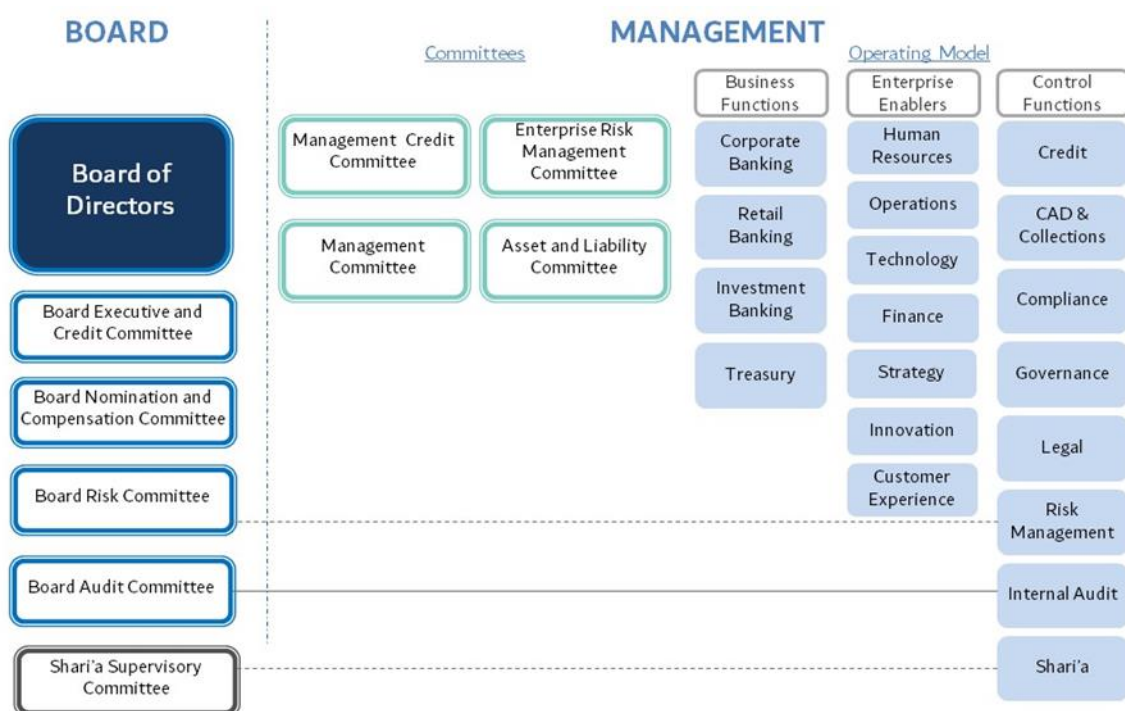 BOARD
MANAGEMENT
Committees
Operating Model
Business
Functions
Enterprise
Enablers
Control
Functions
Board of
Directors
Board Executive and
Credit Committee
Board Nomination and
Compensation Committee
Board Risk Committee
Board Audit Committee
Shari'a Supervisory
Committee
Management Credit
Committee
Enterprise Risk
Management
Committee
Management
Committee
Asset and Liability
Committee
Corporate
Banking
Retail
Banking
Investment
Banking
Treasury
Human
Resources
Operations
Technology
Finance
Strategy
Innovation
Customer
Experience
Credit
CAD &
Collections
Compliance
Governance
Legal
Risk
Management
Internal Audit
Shari'a